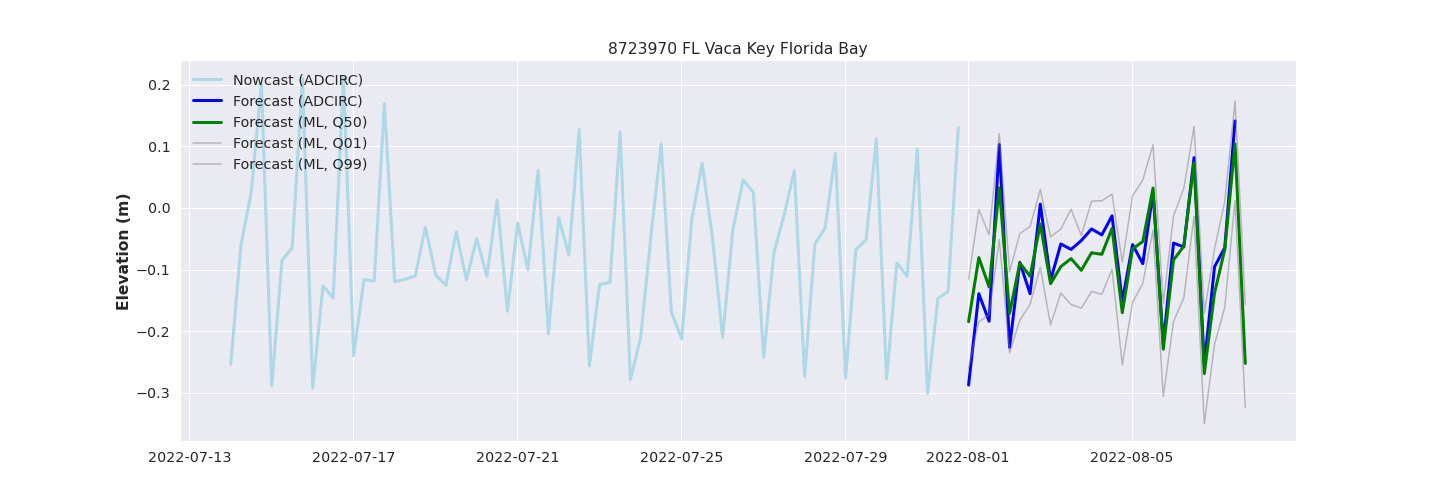 8723970 FL Vaca Key Florida Bay
Nowcast (ADCIRC)
Forecast (ADCIRC)
Forecast (ML, Q50)
Forecast (ML, Q01)
Forecast (ML, Q99)
Elevation (m)
0.2
0.1
0.0
−0.1
−0.2
−0.3
2022-07-13 2022-07-17 2022-07-21 2022-07-25 2022-07-29 2022-08-01 2022-08-05